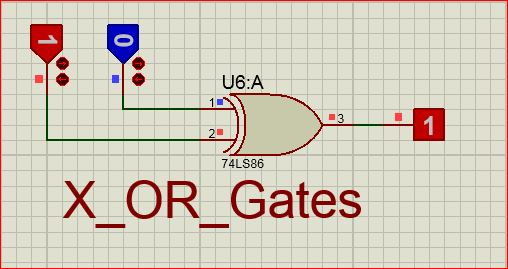 1 0
U6:A
1
2
3
1
74LS86
X_OR_Gates